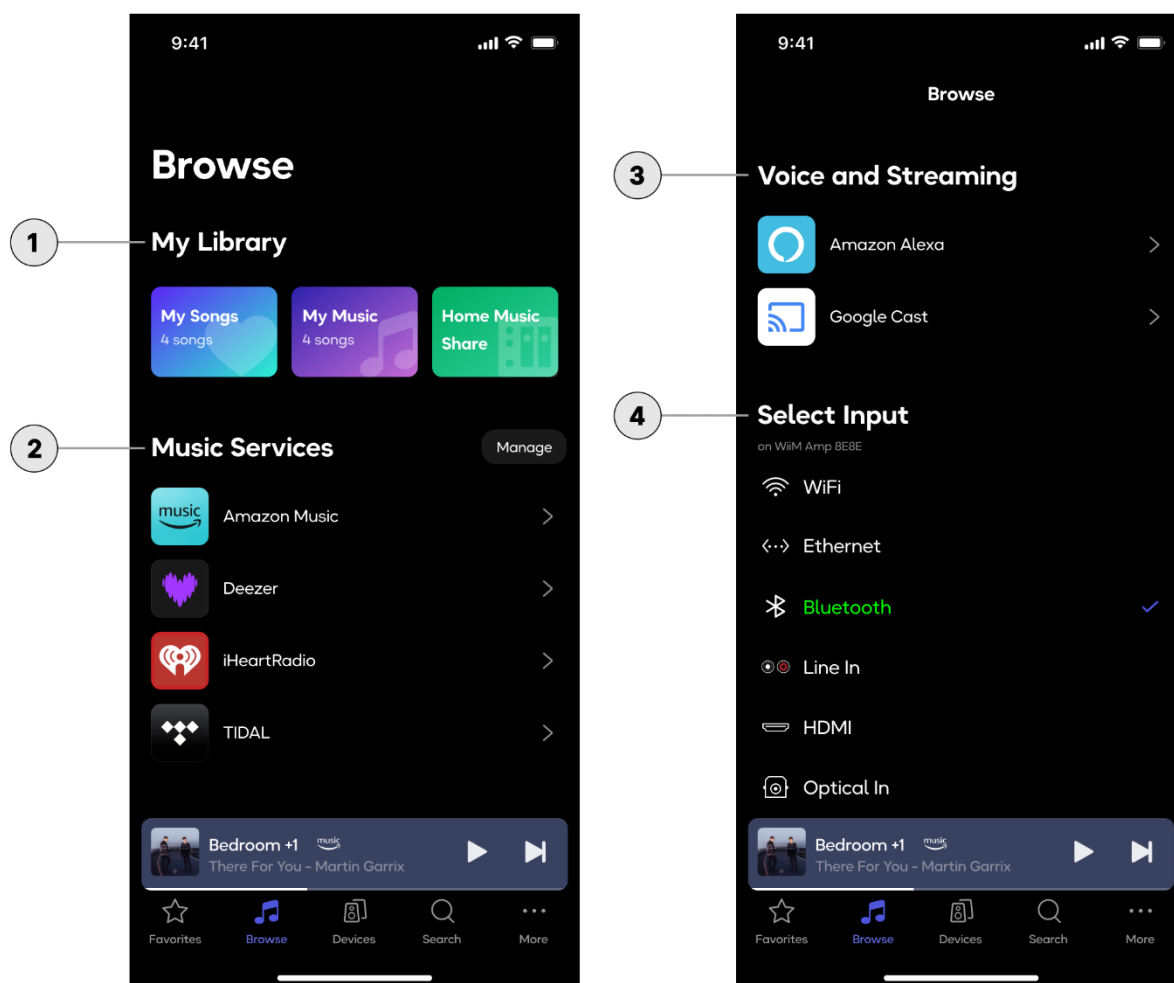 9:41
Browse
1
My Library
My Songs
4 songs
My Music
4 songs
Home Music
Share
2
Music Services
Manage
music
Amazon Music
Deezer
iHeartRadio
TIDAL
Bedroom +1 music
There For You - Martin Garrix
Favorites
Browse
Devices
Search
More
9:41
Browse
3
Voice and Streaming
Amazon Alexa
Google Cast
4
Select Input
on WiiM Amp 8E8E
WiFi
Ethernet
Bluetooth
Line In
HDMI
Optical In
Bedroom +1 music
There For You - Martin Garrix
Favorites
Browse
Devices
Search
More